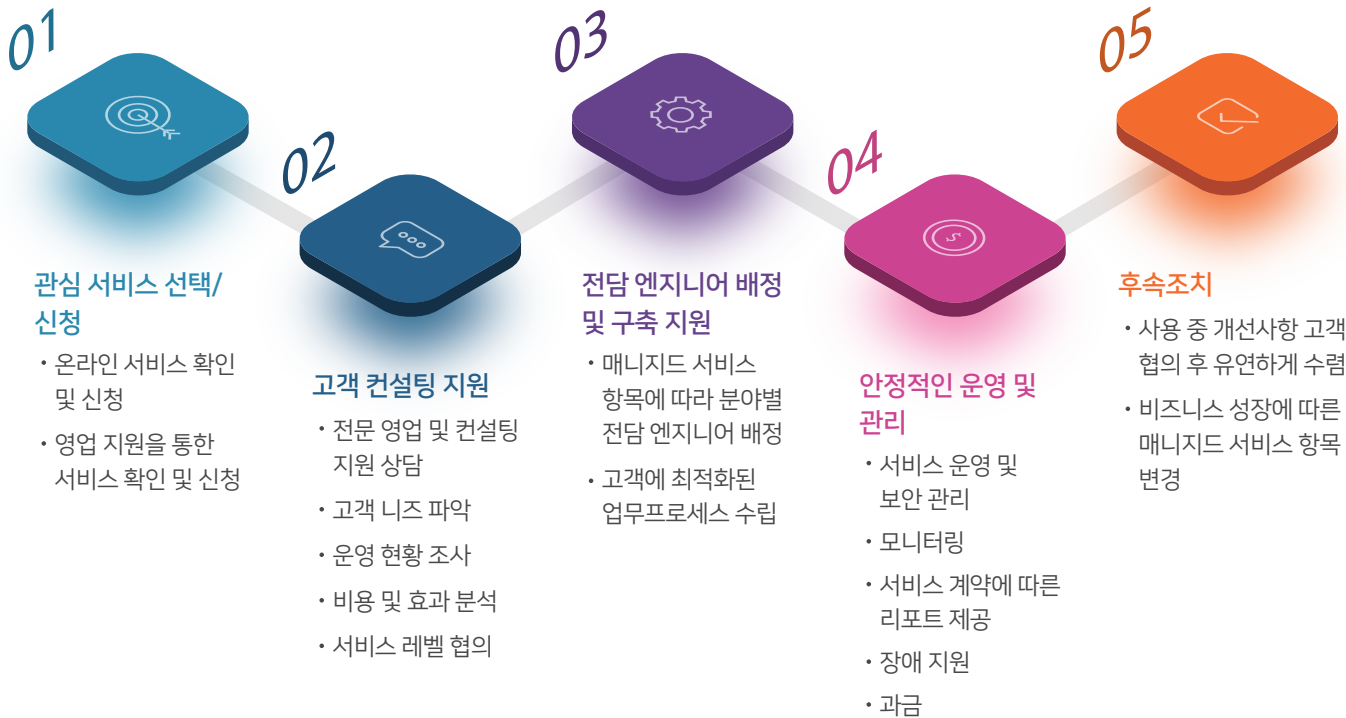 01
관심 서비스 선택/
신청
• 온라인 서비스 확인
및 신청
• 영업 지원을 통한
서비스 확인 및 신청
02
고객 컨설팅 지원
• 전문 영업 및 컨설팅
지원 상담
• 고객 니즈 파악
• 운영 현황 조사
• 비용 및 효과 분석
• 서비스 레벨 협의
03
전담 엔지니어 배정
및 구축 지원
• 매니지드 서비스
항목에 따라 분야별
전담 엔지니어 배정
• 고객에 최적화된
업무프로세스 수립
04
안정적인 운영 및
관리
• 서비스 운영 및
보안 관리
• 모니터링
• 서비스 계약에 따른
리포트 제공
• 장애 지원
• 과금
05
후속조치
• 사용 중 개선사항 고객
협의 후 유연하게 수렴
• 비즈니스 성장에 따른
매니지드 서비스 항목
변경